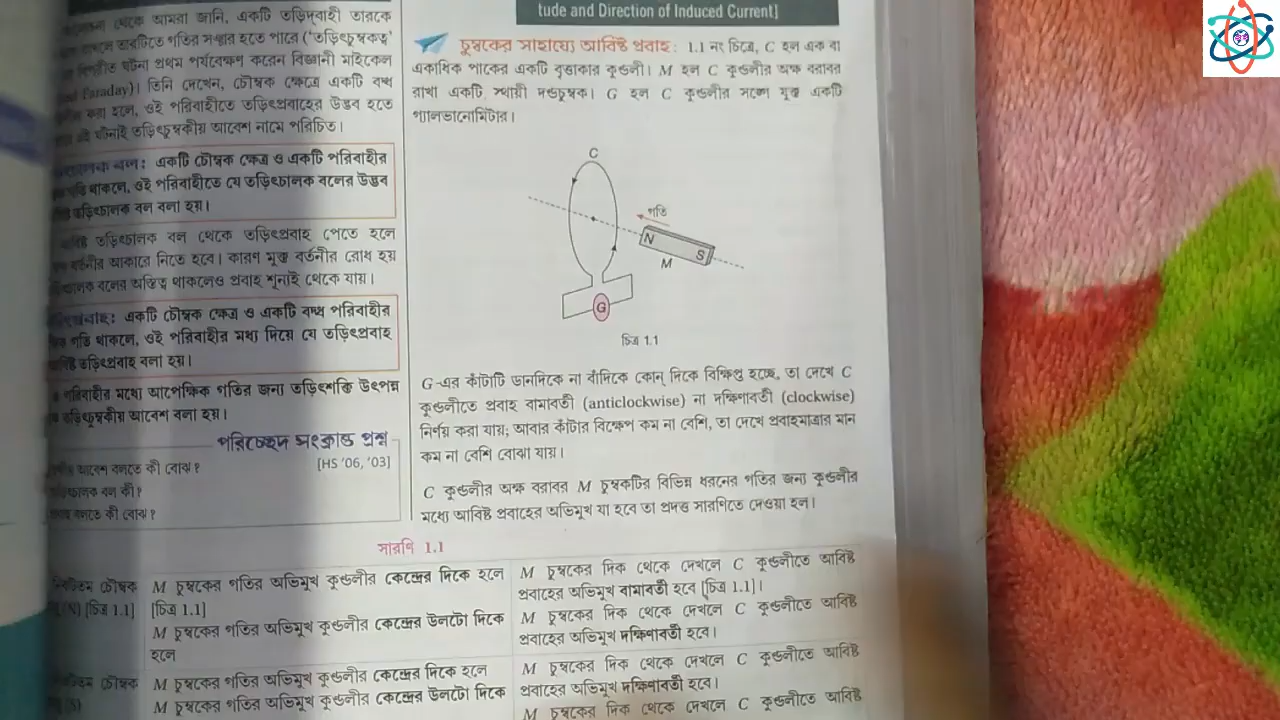 থেকে আমরা জানি, একটি তড়িদ্‌বাহী তারকে
তারটিতে গতির সঞ্চার হতে পারে ('তড়িচ্চুম্বকত্ব'
ঘটনা প্রথম পর্যবেক্ষণ করেন বিজ্ঞানী মাইকেল
Faraday)। তিনি দেখেন, চৌম্বক ক্ষেত্রে একটি বদ্ধ
করা হলে, ওই পরিবাহীতে তড়িৎপ্রবাহের উদ্ভব হতে
ঘটনাই তড়িৎচুম্বকীয় আবেশ নামে পরিচিত।
বল: একটি চৌম্বক ক্ষেত্র ও একটি পরিবাহীর
গতি থাকলে, ওই পরিবাহীতে যে তড়িচ্চালক বলের উদ্ভব
তড়িচ্চালক বল বলা হয়।
তড়িচ্চালক বল থেকে তড়িৎপ্রবাহ পেতে হলে
বর্তনীর আকারে নিতে হবে। কারণ মুক্ত বর্তনীর রোধ হয়
বলের অস্তিত্ব থাকলেও প্রবাহ শূন্যই থেকে যায়।
একটি চৌম্বক ক্ষেত্র ও একটি বদ্ধ পরিবাহীর
গতি থাকলে, ওই পরিবাহীর মধ্য দিয়ে যে তড়িৎপ্রবাহ
তড়িৎপ্রবাহ বলা হয়।
পরিবাহীর মধ্যে আপেক্ষিক গতির জন্য তড়িৎশক্তি উৎপন্ন
তড়িচ্চুম্বকীয় আবেশ বলা হয়।
পরিচ্ছেদ সংক্রান্ত প্রশ্ন
আবেশ বলতে কী বোঝ? [HS '06, '03]
বল কী?
বলতে কী বোঝ?
tude and Direction of Induced Current]
চুম্বকের সাহায্যে আবিষ্ট প্রবাহ: 1.1 নং চিত্রে, C হল এক বা
একাধিক পাকের একটি বৃত্তাকার কুণ্ডলী। M হল C কুণ্ডলীর অক্ষ বরাবর
রাখা একটি স্থায়ী দণ্ডচুম্বক। G হল C কুণ্ডলীর সঙ্গে যুক্ত একটি
গ্যালভানোমিটার।
C
গতি
N
S
M
G
চিত্র 1.1
G-এর কাঁটাটি ডানদিকে না বাঁদিকে কোন্ দিকে বিক্ষিপ্ত হচ্ছে, তা দেখে C
কুণ্ডলীতে প্রবাহ বামাবর্তী (anticlockwise) না দক্ষিণাবর্তী (clockwise)
নির্ণয় করা যায়; আবার কাঁটার বিক্ষেপ কম না বেশি, তা দেখে প্রবাহমাত্রার মান
কম না বেশি বোঝা যায়।
C কুণ্ডলীর অক্ষ বরাবর M চুম্বকটির বিভিন্ন ধরনের গতির জন্য কুণ্ডলীর
মধ্যে আবিষ্ট প্রবাহের অভিমুখ যা হবে তা প্রদত্ত সারণিতে দেওয়া হল।
সারণি 1.1
চৌম্বক
(N) [চিত্র 1.1]
M চুম্বকের গতির অভিমুখ কুণ্ডলীর কেন্দ্রের দিকে হলে
[চিত্র 1.1]
M চুম্বকের গতির অভিমুখ কুণ্ডলীর কেন্দ্রের উলটো দিকে
হলে
M চুম্বকের দিক থেকে দেখলে C কুণ্ডলীতে আবিষ্ট
প্রবাহের অভিমুখ বামাবর্তী হবে [চিত্র 1.1]।
M চুম্বকের দিক থেকে দেখলে C কুণ্ডলীতে আবিষ্ট
প্রবাহের অভিমুখ দক্ষিণাবর্তী হবে।
চৌম্বক
(S)
M চুম্বকের গতির অভিমুখ কুণ্ডলীর কেন্দ্রের দিকে হলে
M চুম্বকের গতির অভিমুখ কুণ্ডলীর কেন্দ্রের উলটো দিকে
M চুম্বকের দিক থেকে দেখলে C কুণ্ডলীতে আবিষ্ট
প্রবাহের অভিমুখ দক্ষিণাবর্তী হবে।
M চুম্বকের দিক থেকে দেখলে C কুণ্ডলীতে আবিষ্ট